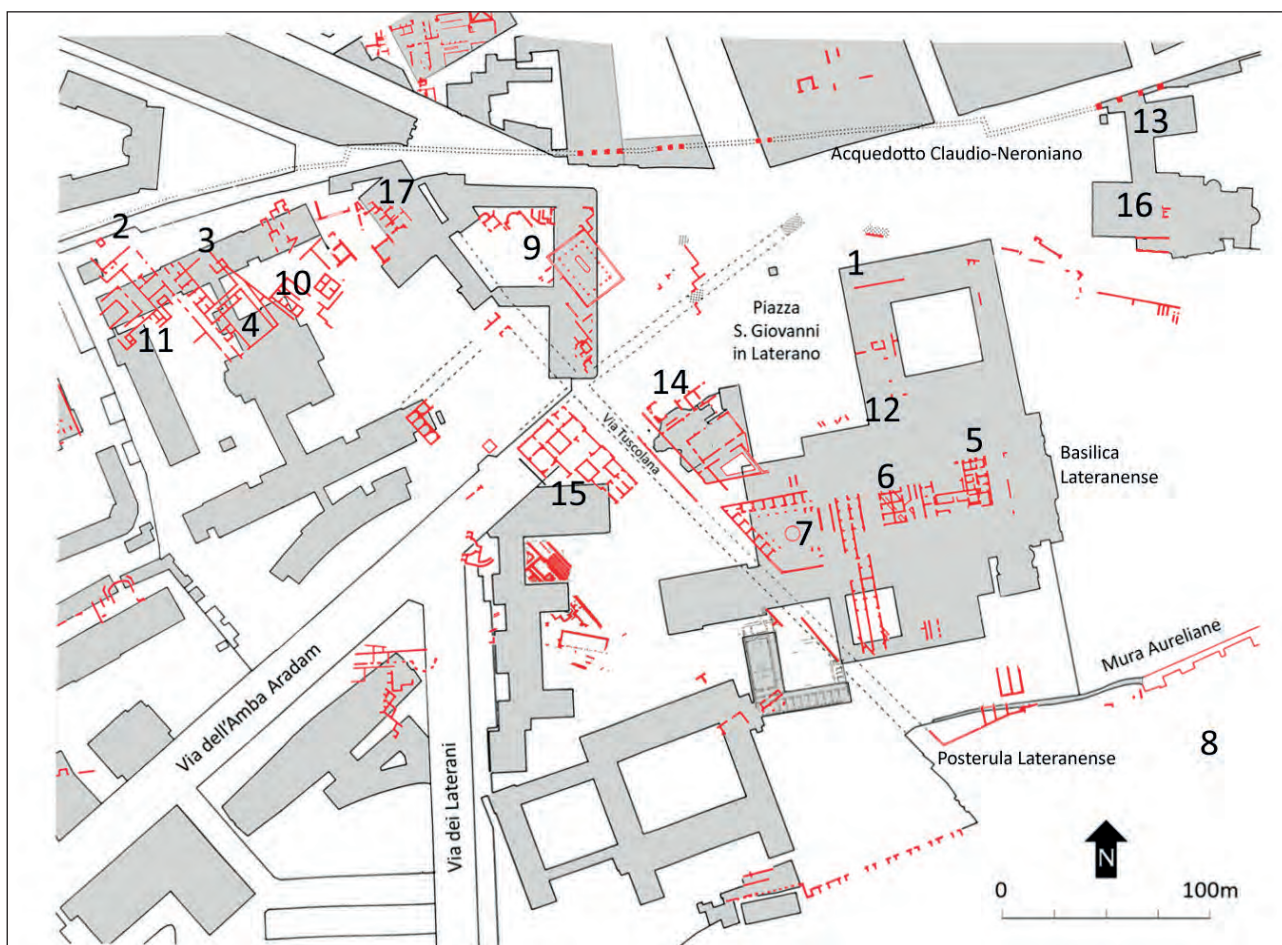 13
Acquedotto Claudio-Neroniano
17
2
3
9
16
1
10
Piazza
S. Giovanni
in Laterano
4
11
14
12
Via Tuscolana
5
Basilica
Lateranense
6
15
7
Mura Aureliane
Via dell'Amba Aradam
8
Posterula Lateranense
Via dei Laterani
N
0
100m